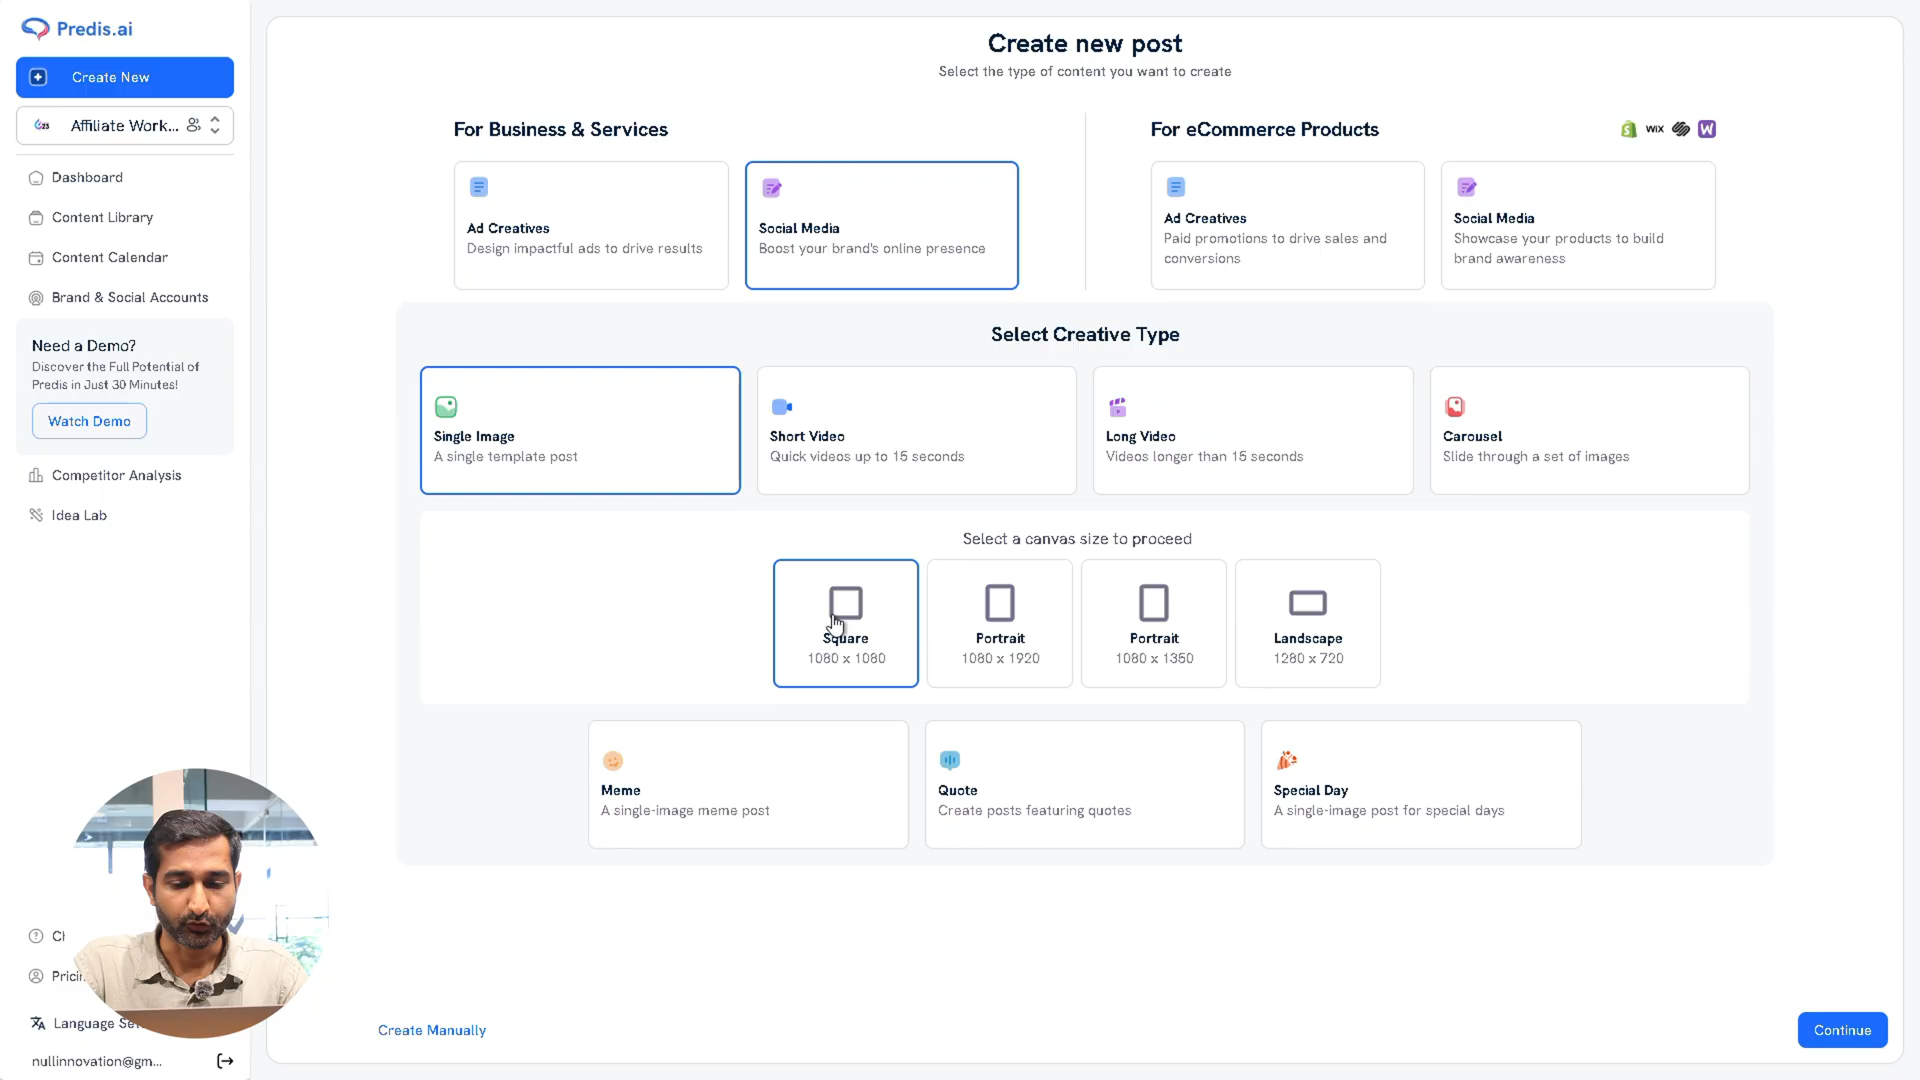 Predis.ai
Create New
Affiliate Work...
Dashboard
Content Library
Content Calendar
Brand & Social Accounts
Need a Demo?
Discover the Full Potential of
Predis in Just 30 Minutes!
Watch Demo
Competitor Analysis
Idea Lab
Language
nullinnovation@gm...
Create new post
Select the type of content you want to create
For Business & Services
Ad Creatives
Design impactful ads to drive results
Social Media
Boost your brand's online presence
For eCommerce Products
WIX
Ad Creatives
Paid promotions to drive sales and
conversions
Social Media
Showcase your products to build
brand awareness
Select Creative Type
Single Image
A single template post
Short Video
Quick videos up to 15 seconds
Long Video
Videos longer than 15 seconds
Carousel
Slide through a set of images
Select a canvas size to proceed
Square
1080 x 1080
Portrait
1080 x 1920
Portrait
1080 x 1350
Landscape
1280 x 720
Meme
A single-image meme post
Quote
Create posts featuring quotes
Special Day
A single-image post for special days
Create Manually
Continue